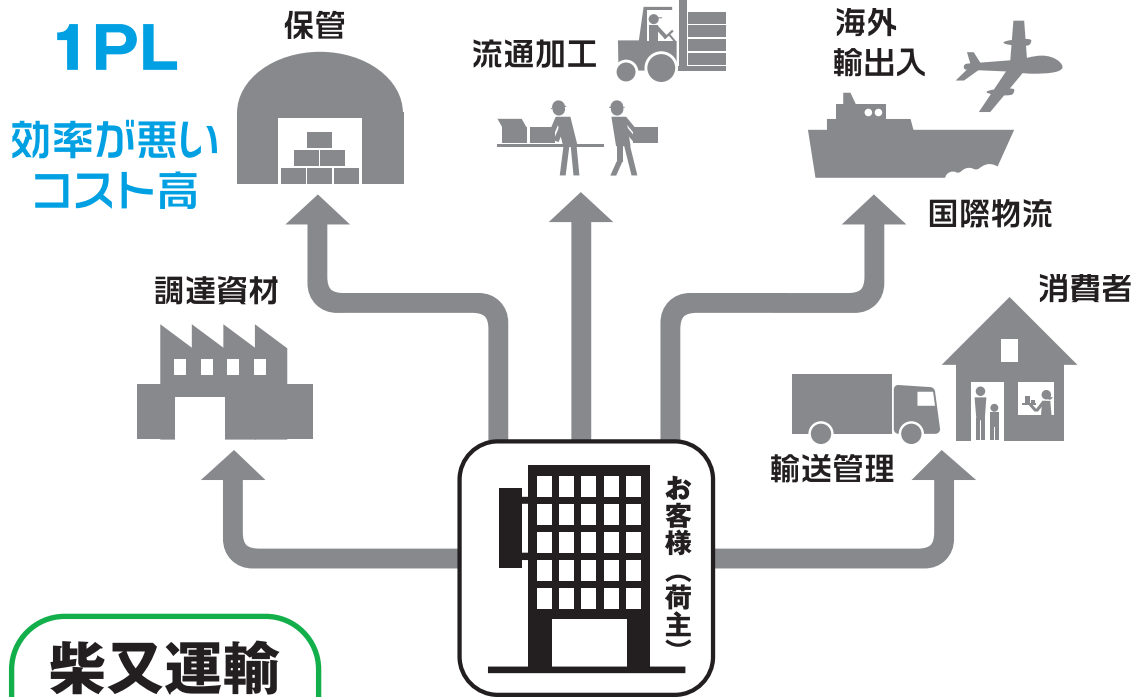 1PL
効率が悪い
コスト高
保管
流通加工
海外
輸出入
国際物流
調達資材
消費者
輸送管理
お客様（荷主）
柴又運輸